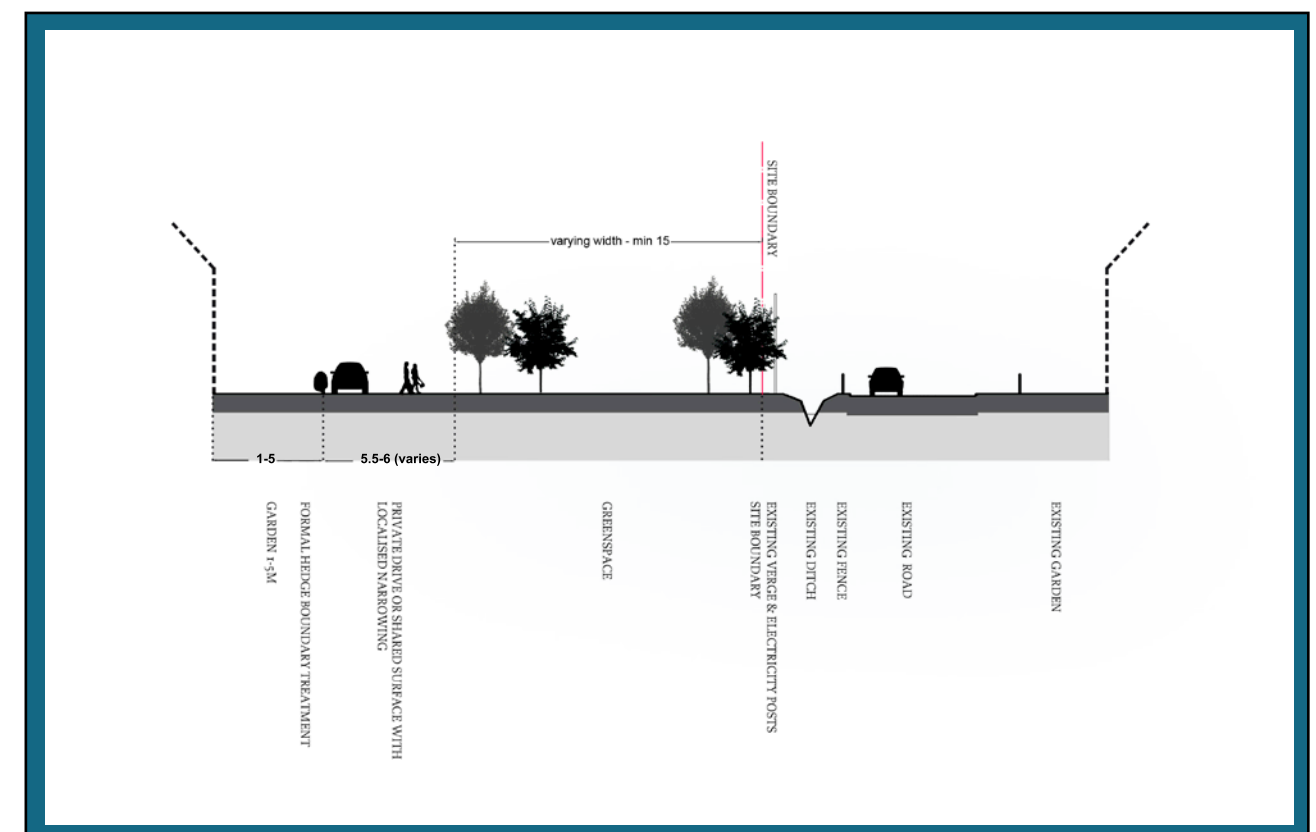 SITE BOUNDARY
varying width - min 15
1-5
5.5-6 (varies)
GARDEN 1-5M
FORMAL HEDGE BOUNDARY TREATMENT
PRIVATE DRIVE OR SHARED SURFACE WITH
LOCALISED NARROWING
GREENSPACE
EXISTING VERGE & ELECTRICITY POSTS
SITE BOUNDARY
EXISTING DITCH
EXISTING FENCE
EXISTING ROAD
EXISTING GARDEN